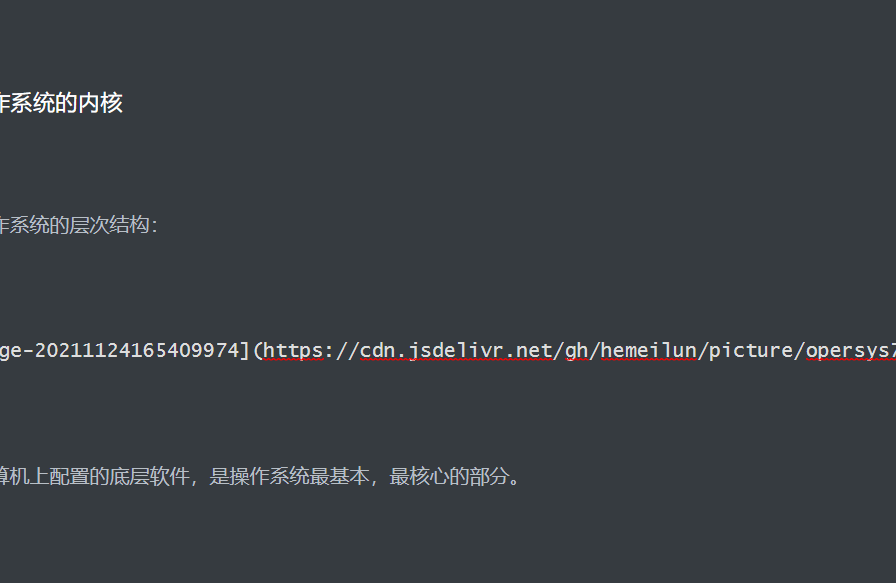 作系统的内核
作系统的层次结构：
ge-20211124165409974](https://cdn.jsdelivr.net/gh/hemeilun/picture/opersys7
算机上配置的底层软件，是操作系统最基本，最核心的部分。